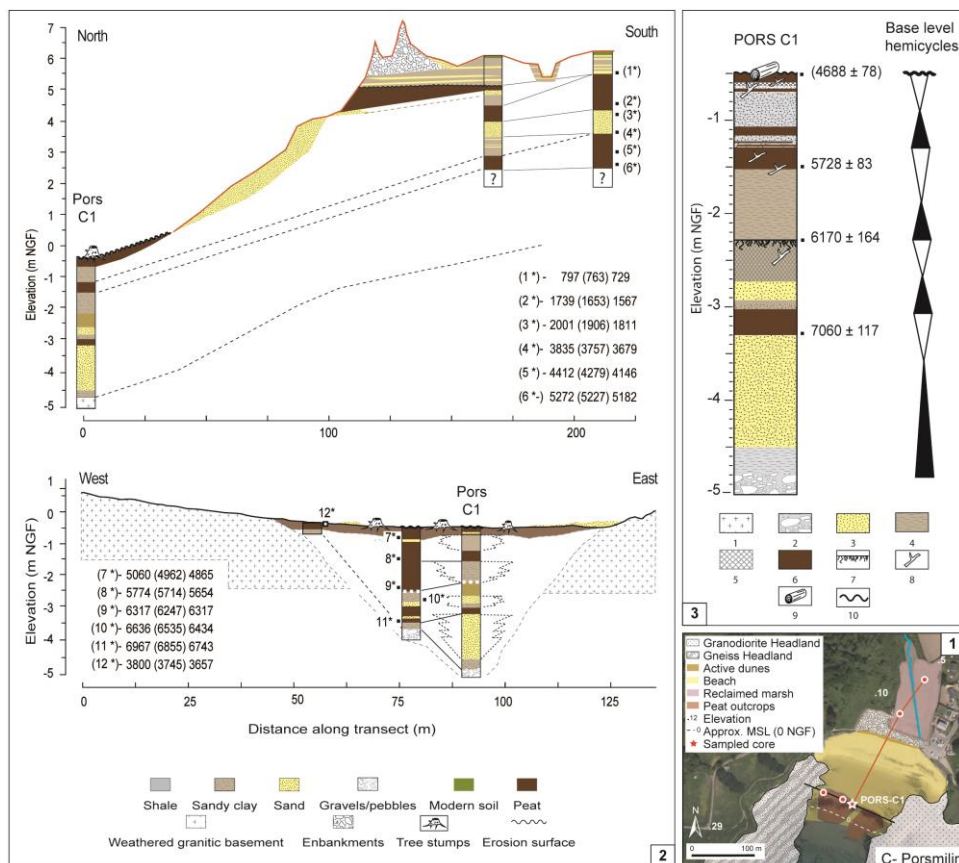 North
South
7
6
5
4
3
2
1
0
-1
-2
-3
-4
-5
Elevation (m NGF)
Pors
C1
(1*)
(2*)
(3*)
(4*)
(5*)
(6*)
? ?
(1 *)- 797 (763) 729
(2 *)- 1739 (1653) 1567
(3 *)- 2001 (1906) 1811
(4 *)- 3835 (3757) 3679
(5 *)- 4412 (4279) 4146
(6 *-) 5272 (5227) 5182
0 100 200
West
East
Pors
C1
1
0
-1
-2
-3
-4
-5
Elevation (m NGF)
12*
7*
8*
9*
10*
11*
(7 *)- 5060 (4962) 4865
(8 *)- 5774 (5714) 5654
(9 *)- 6317 (6247) 6317
(10 *)- 6636 (6535) 6434
(11 *)- 6967 (6855) 6743
(12 *)- 3800 (3745) 3657
0 25 50 75 100 125
Distance along transect (m)
Shale Sandy clay Sand Gravels/pebbles Modern soil Peat
Weathered granitic basement Enbankments Tree stumps Erosion surface
2
PORS C1
Base level
hemicycles
Elevation (m NGF)
-1
-2
-3
-4
-5
(4688 ± 78)
5728 ± 83
6170 ± 164
7060 ± 117
1 2 3 4
5 6 7 8
9 10
3
1
Granodiorite Headland
Gneiss Headland
Active dunes
Beach
Reclaimed marsh
Peat outcrops
.12 Elevation
0 Approx. MSL (0 NGF)
Sampled core
.5
.10
PORS-C1
0
N
.29
0 100 m
C- Porsmilin